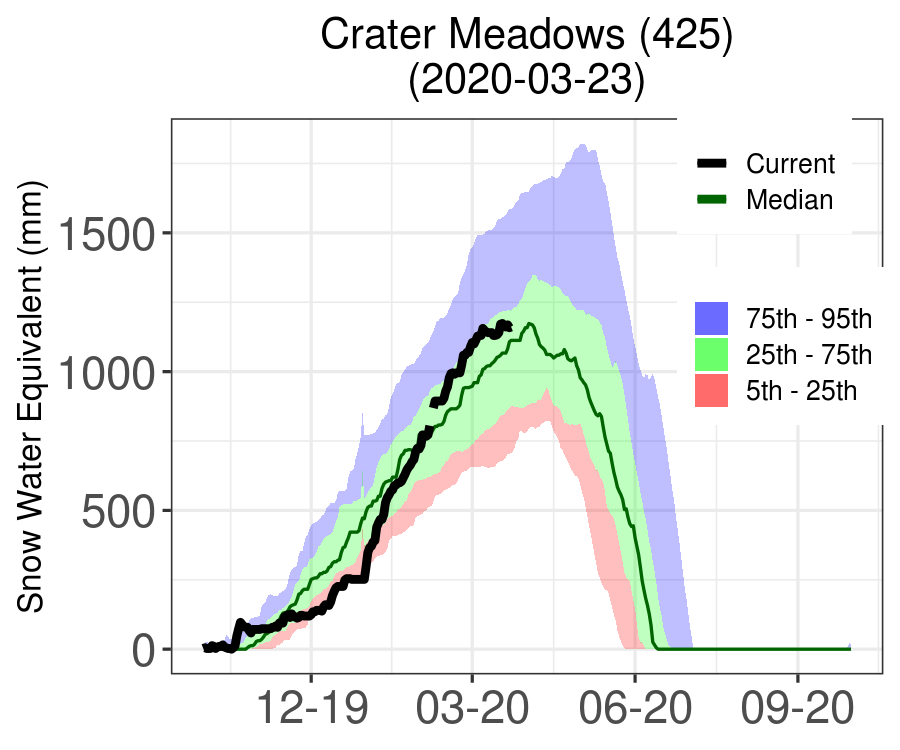 Crater Meadows (425)
(2020-03-23)
Snow Water Equivalent (mm)
1500
1000
500
0
12-19
03-20
06-20
09-20
Current
Median
75th - 95th
25th - 75th
5th - 25th